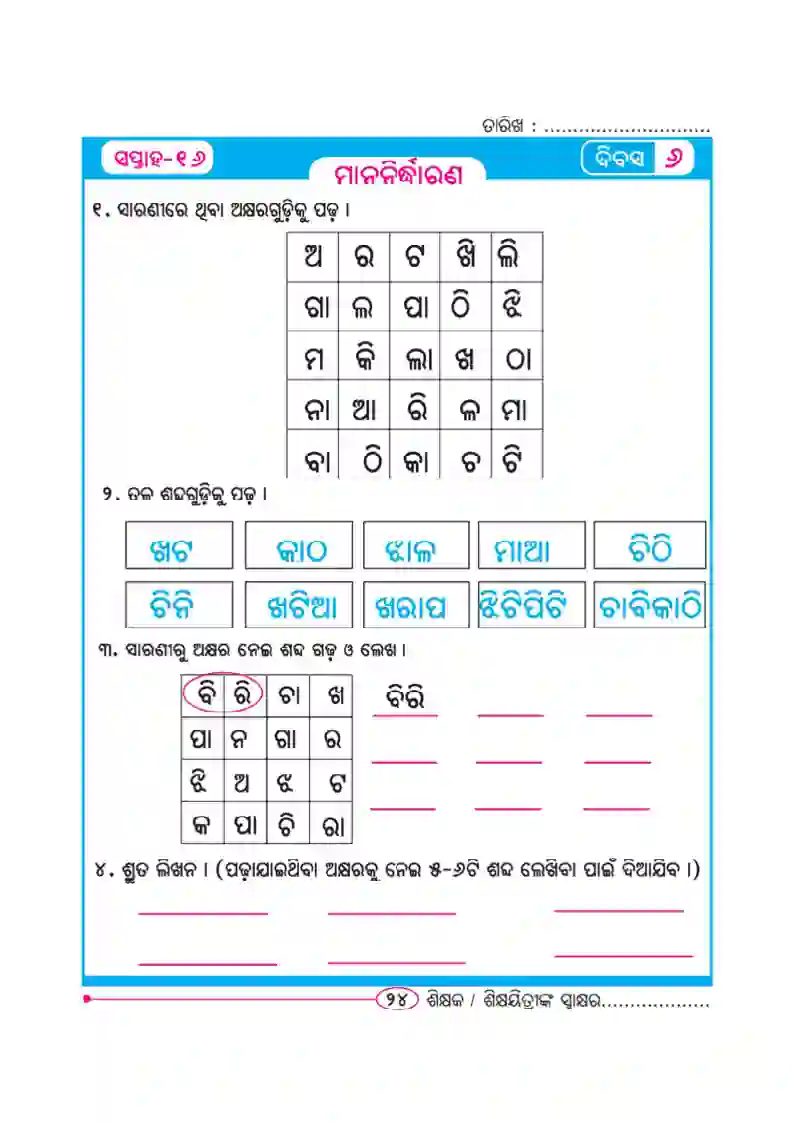 ତାରିଖ : .............................
ସପ୍ତାହ-୧୬
ଦିବସ ୬
ମାନନିର୍ଦ୍ଧାରଣ
୧. ସାରଣୀରେ ଥିବା ଅକ୍ଷରଗୁଡ଼ିକୁ ପଢ଼ ।
ଅ ର ଟ ଖି ଲି
ଗା ଲ ପା ଠି ଝି
ମ କି ଲା ଖ ଠା
ନା ଆ ରି ଳ ମା
ବା ଠି କା ଚ ଟି
୨. ତଳ ଶବ୍ଦଗୁଡ଼ିକୁ ପଢ଼ ।
ଖଟ କାଠ ଝାଳ ମାଆ ଚିଠି
ଚିନି ଖଟିଆ ଖରାପ ଝିଟିପିଟି ଚାବିକାଠି
୩. ସାରଣୀରୁ ଅକ୍ଷର ନେଇ ଶବ୍ଦ ଗଢ଼ ଓ ଲେଖ ।
ବି ରି ଚା ଖ ବିରି
ପା ନ ଗା ର
ଝି ଅ ଝ ଟ
କ ପା ଚି ରା
୪. ଶ୍ରୁତ ଲିଖନ । (ପଢ଼ାଯାଇଥିବା ଅକ୍ଷରକୁ ନେଇ ୫-୬ଟି ଶବ୍ଦ ଲେଖିବା ପାଇଁ ଦିଆଯିବ ।)
୨୪ ଶିକ୍ଷକ / ଶିକ୍ଷୟିତ୍ରୀଙ୍କ ସ୍ୱାକ୍ଷର...................